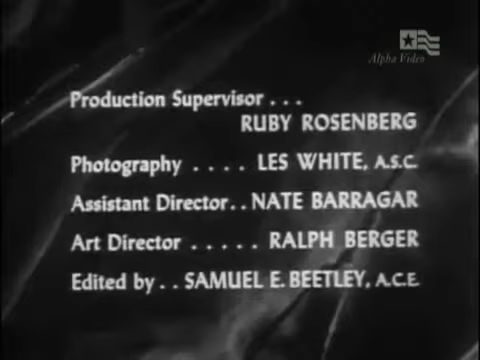 Alpha Video
Production Supervisor . . .
RUBY ROSENBERG
Photography . . . . LES WHITE, A.S.C.
Assistant Director . . NATE BARRAGAR
Art Director . . . . . RALPH BERGER
Edited by . . SAMUEL E. BEETLEY, A.C.E.